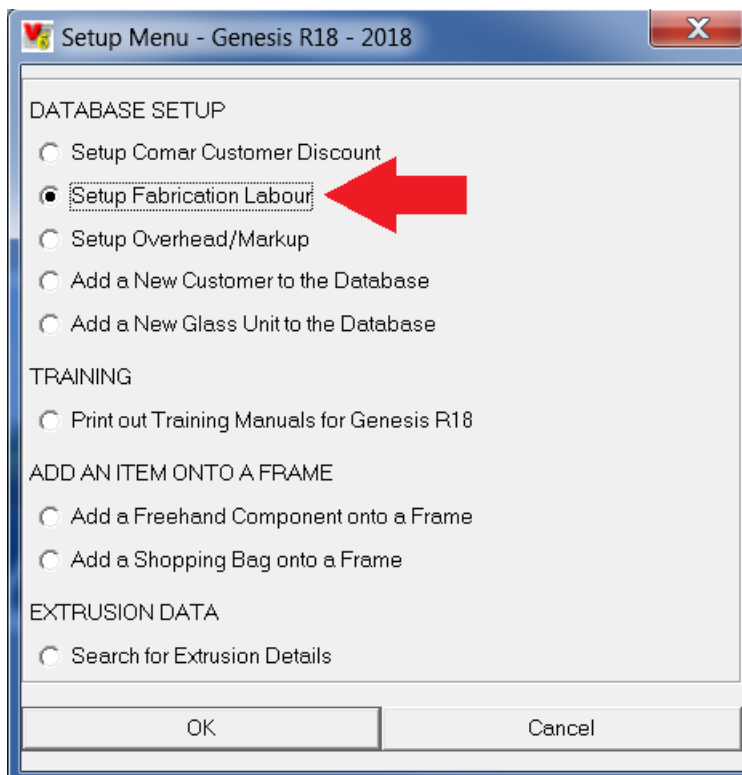 Setup Menu - Genesis R18 - 2018
DATABASE SETUP
Setup Comar Customer Discount
Setup Fabrication Labour
Setup Overhead/Markup
Add a New Customer to the Database
Add a New Glass Unit to the Database
TRAINING
Print out Training Manuals for Genesis R18
ADD AN ITEM ONTO A FRAME
Add a Freehand Component onto a Frame
Add a Shopping Bag onto a Frame
EXTRUSION DATA
Search for Extrusion Details
OK Cancel